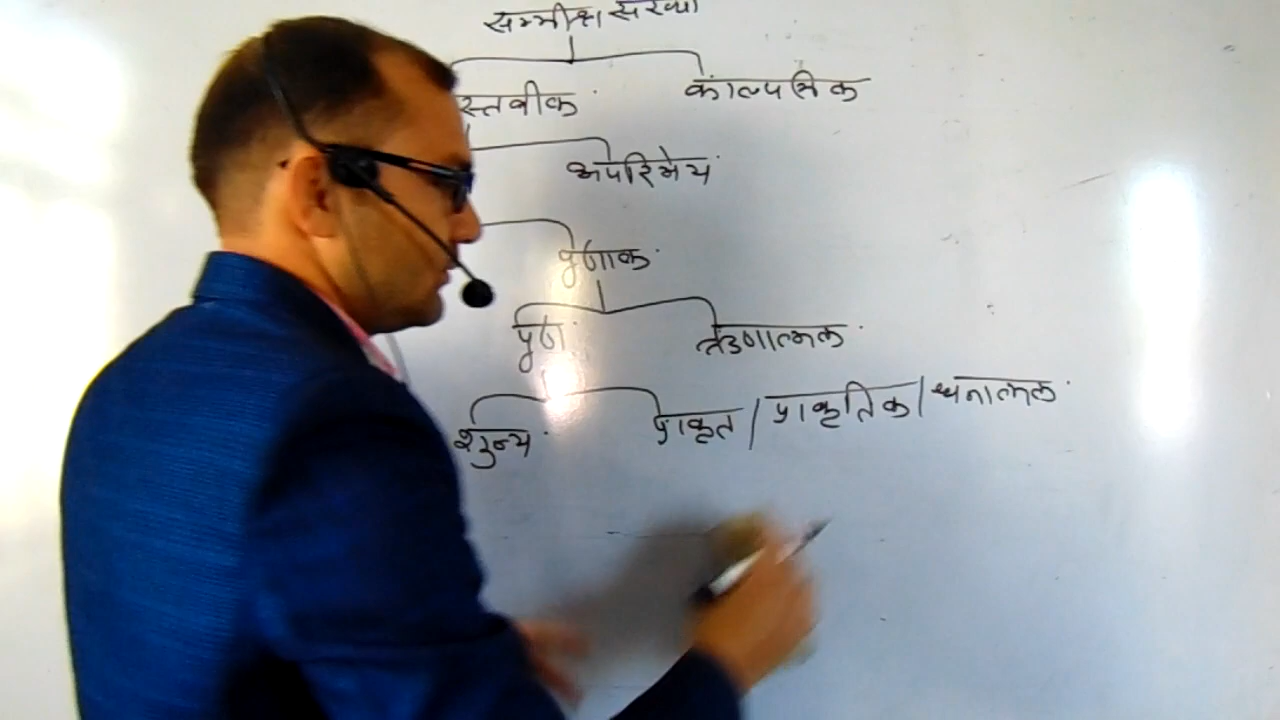 सम्मीश्र संख्या
स्तवीक काल्पनिक
अपरिमेय
पूर्णाक
पूर्ण ऋणात्मक
शुन्य प्राकृत / प्राकृतिक / धनात्मक